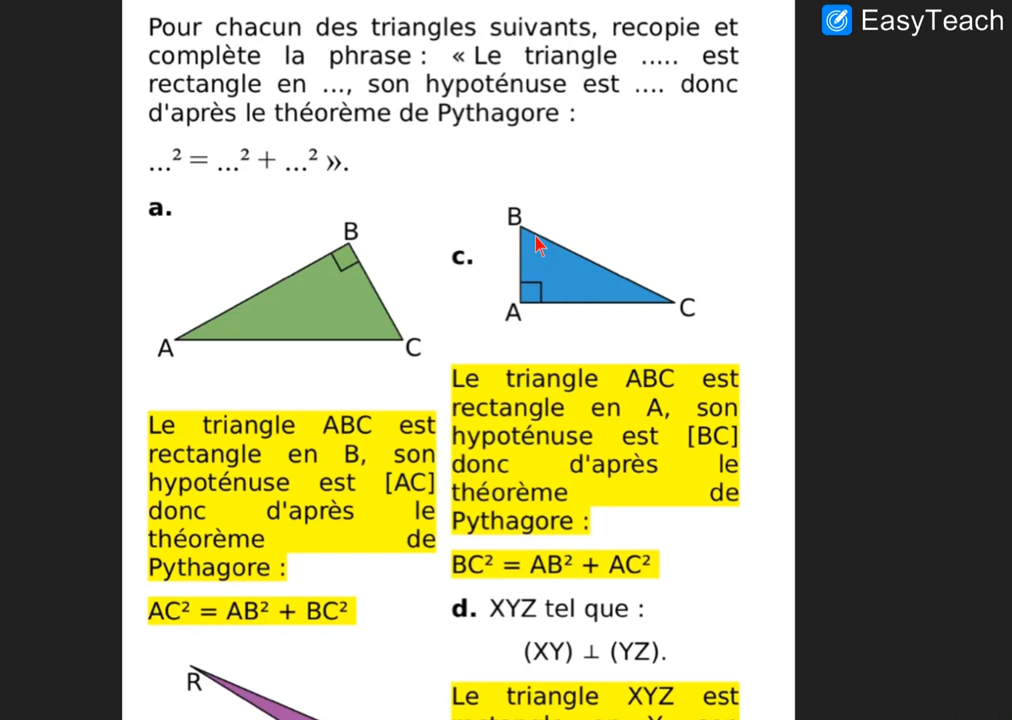 EasyTeach
Pour chacun des triangles suivants, recopie et
complète la phrase : « Le triangle ..... est
rectangle en ..., son hypoténuse est .... donc
d'après le théorème de Pythagore :
...² = ...² + ...² ».
a.
B
A
C
Le triangle ABC est
rectangle en B, son
hypoténuse est [AC]
donc d'après le
théorème de
Pythagore :
AC² = AB² + BC²
R
c.
B
A
C
Le triangle ABC est
rectangle en A, son
hypoténuse est [BC]
donc d'après le
théorème de
Pythagore :
BC² = AB² + AC²
d. XYZ tel que :
(XY) ⊥ (YZ).
Le triangle XYZ est